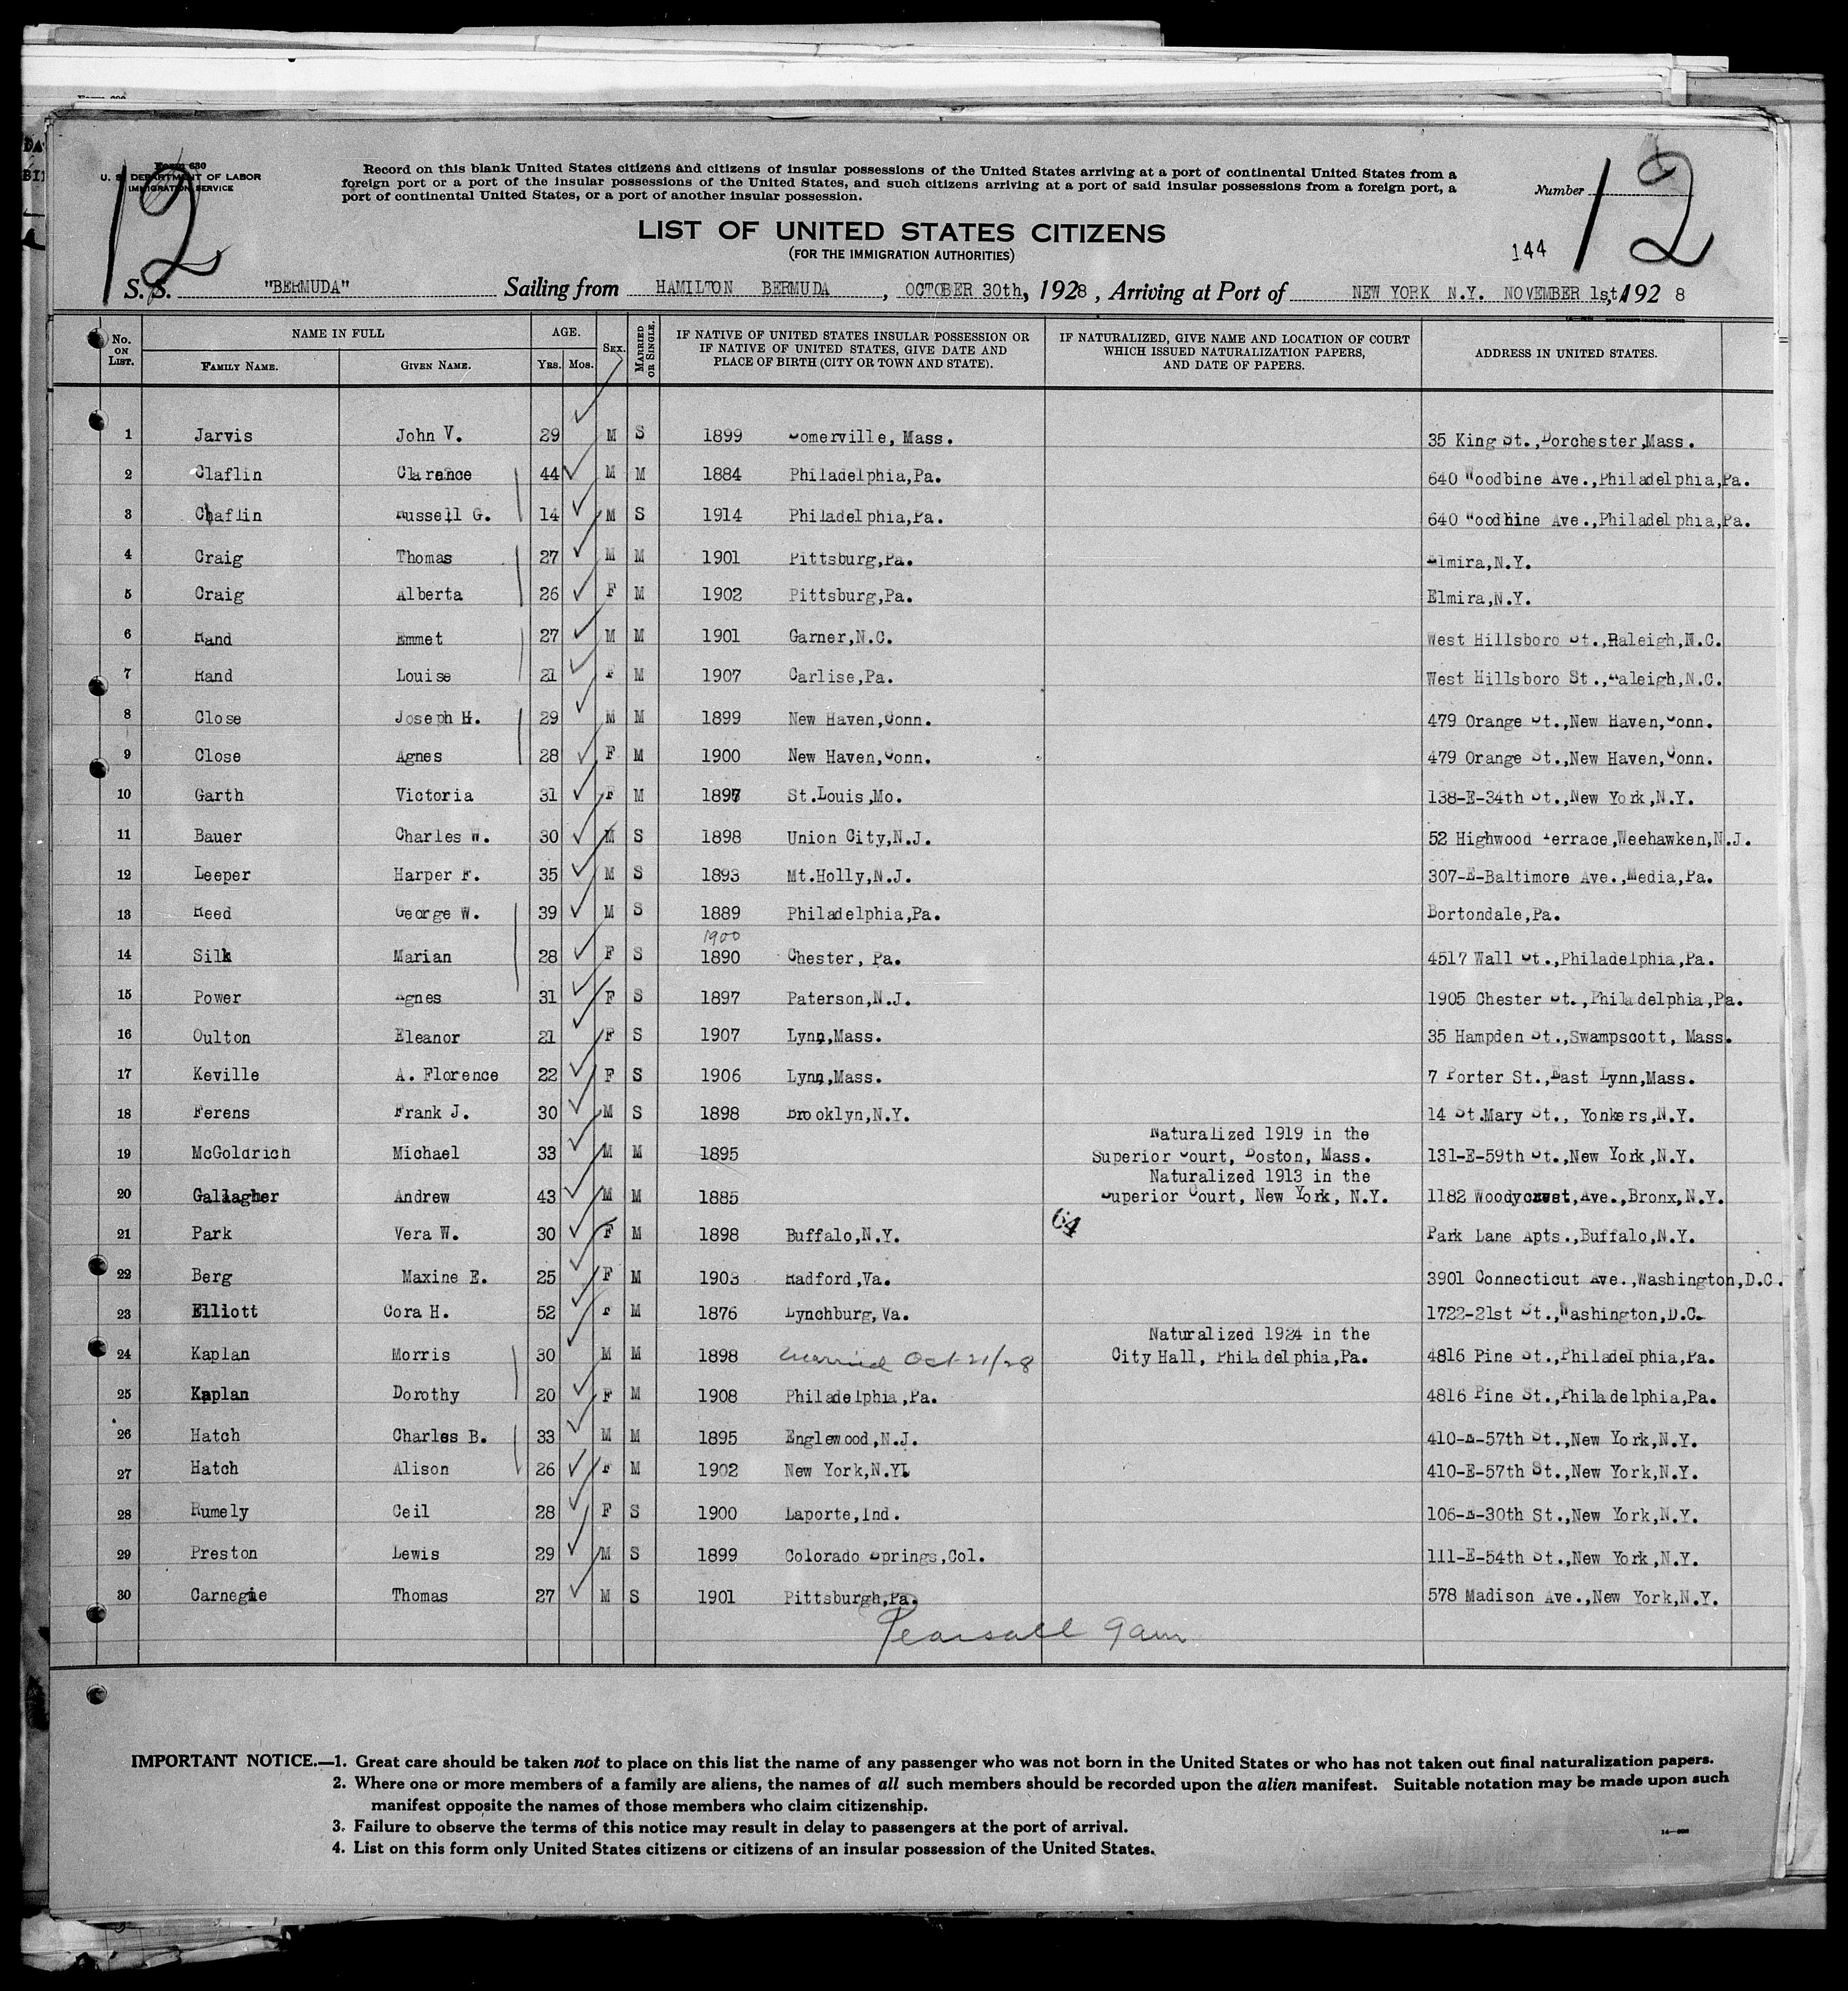 Form 630
U. S. DEPARTMENT OF LABOR
IMMIGRATION SERVICE
12
Record on this blank United States citizens and citizens of insular possessions of the United States arriving at a port of continental United States from a
foreign port or a port of the insular possessions of the United States, and such citizens arriving at a port of said insular possessions from a foreign port, a
port of continental United States, or a port of another insular possession.
Number 12
LIST OF UNITED STATES CITIZENS
(FOR THE IMMIGRATION AUTHORITIES)
144
S. S. "BERMUDA" Sailing from HAMILTON BERMUDA, OCTOBER 30th, 1928, Arriving at Port of NEW YORK N.Y. NOVEMBER 1st, 1928
No. ON LIST. NAME IN FULL FAMILY NAME. GIVEN NAME. AGE. YRS. MOS. SEX. MARRIED OR SINGLE. IF NATIVE OF UNITED STATES INSULAR POSSESSION OR IF NATIVE OF UNITED STATES, GIVE DATE AND PLACE OF BIRTH (CITY OR TOWN AND STATE). IF NATURALIZED, GIVE NAME AND LOCATION OF COURT WHICH ISSUED NATURALIZATION PAPERS, AND DATE OF PAPERS. ADDRESS IN UNITED STATES.
1 Jarvis John V. 29 M S 1899 Somerville, Mass. 35 King St.,Dorchester,Mass.
2 Claflin Clarence 44 M M 1884 Philadelphia,Pa. 640 Woodbine Ave.,Philadelphia,Pa.
3 Chaflin Russell G. 14 M S 1914 Philadelphia,Pa. 640 Woodhine Ave.,Philadelphia,Pa.
4 Craig Thomas 27 M M 1901 Pittsburg,Pa. Elmira,N.Y.
5 Craig Alberta 26 F M 1902 Pittsburg,Pa. Elmira,N.Y.
6 Rand Emmet 27 M M 1901 Garner,N.C. West Hillsboro St.,Raleigh,N.C.
7 Rand Louise 21 F M 1907 Carlise,Pa. West Hillsboro St.,Raleigh,N.C.
8 Close Joseph H. 29 M M 1899 New Haven,Conn. 479 Orange St.,New Haven,Conn.
9 Close Agnes 28 F M 1900 New Haven,Conn. 479 Orange St.,New Haven,Conn.
10 Garth Victoria 31 F M 1897 St.Louis,Mo. 138-E-34th St.,New York,N.Y.
11 Bauer Charles W. 30 M S 1898 Union City,N.J. 52 Highwood Terrace,Weehawken,N.J.
12 Leeper Harper F. 35 M S 1893 Mt.Holly,N.J. 307-E-Baltimore Ave.,Media,Pa.
13 Reed George W. 39 M S 1889 Philadelphia,Pa. Bortondale,Pa.
1900
14 Silk Marian 28 F S 1890 Chester, Pa. 4517 Wall St.,Philadelphia,Pa.
15 Power Agnes 31 F S 1897 Paterson,N.J. 1905 Chester St.,Philadelphia,Pa.
16 Oulton Eleanor 21 F S 1907 Lynn,Mass. 35 Hampden St.,Swampscott, Mass.
17 Keville A. Florence 22 F S 1906 Lynn,Mass. 7 Porter St.,East Lynn,Mass.
18 Ferens Frank J. 30 M S 1898 Brooklyn,N.Y. 14 St.Mary St., Yonkers,N.Y.
Naturalized 1919 in the
19 McGoldrich Michael 33 M M 1895 Superior Court, Boston, Mass. 131-E-59th St.,New York,N.Y.
Naturalized 1913 in the
20 Gallagher Andrew 43 M M 1885 Superior Court, New York, N.Y. 1182 Woodycrest,Ave.,Bronx,N.Y.
64
21 Park Vera W. 30 F M 1898 Buffalo,N.Y. Park Lane Apts.,Buffalo,N.Y.
22 Berg Maxine E. 25 F M 1903 Radford,Va. 3901 Connecticut Ave.,Washington,D.C.
23 Elliott Cora H. 52 F M 1876 Lynchburg,Va. 1722-21st St.,Washington,D.C.
Naturalized 1924 in the
24 Kaplan Morris 30 M M 1898 Married Oct 21/28 City Hall, Philadelphia,Pa. 4816 Pine St.,Philadelphia,Pa.
25 Kaplan Dorothy 20 F M 1908 Philadelphia,Pa. 4816 Pine St.,Philadelphia,Pa.
26 Hatch Charles B. 33 M M 1895 Englewood,N.J. 410-E-57th St.,New York,N.Y.
27 Hatch Alison 26 F M 1902 New York,N.Y. 410-E-57th St.,New York,N.Y.
28 Rumely Ceil 28 F S 1900 Laporte,Ind. 106-E-30th St.,New York,N.Y.
29 Preston Lewis 29 M S 1899 Colorado Springs,Col. 111-E-54th St.,New York,N.Y.
30 Carnegie Thomas 27 M S 1901 Pittsburgh,Pa. 578 Madison Ave.,New York,N.Y.
Pearsall 9am
IMPORTANT NOTICE.—1. Great care should be taken not to place on this list the name of any passenger who was not born in the United States or who has not taken out final naturalization papers.
2. Where one or more members of a family are aliens, the names of all such members should be recorded upon the alien manifest. Suitable notation may be made upon such
manifest opposite the names of those members who claim citizenship.
3. Failure to observe the terms of this notice may result in delay to passengers at the port of arrival.
4. List on this form only United States citizens or citizens of an insular possession of the United States.